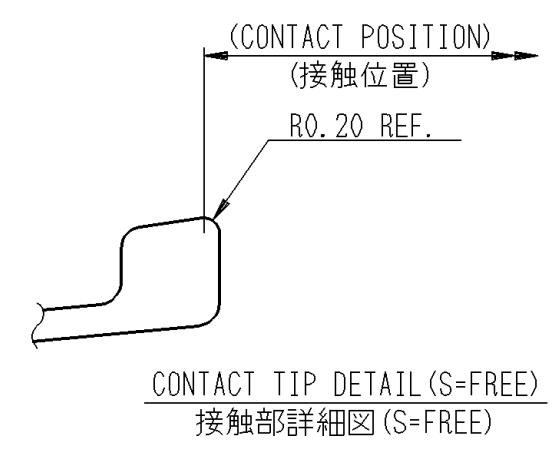 (CONTACT POSITION)
(接触位置)
R0.20 REF.
CONTACT TIP DETAIL(S=FREE)
接触部詳細図(S=FREE)